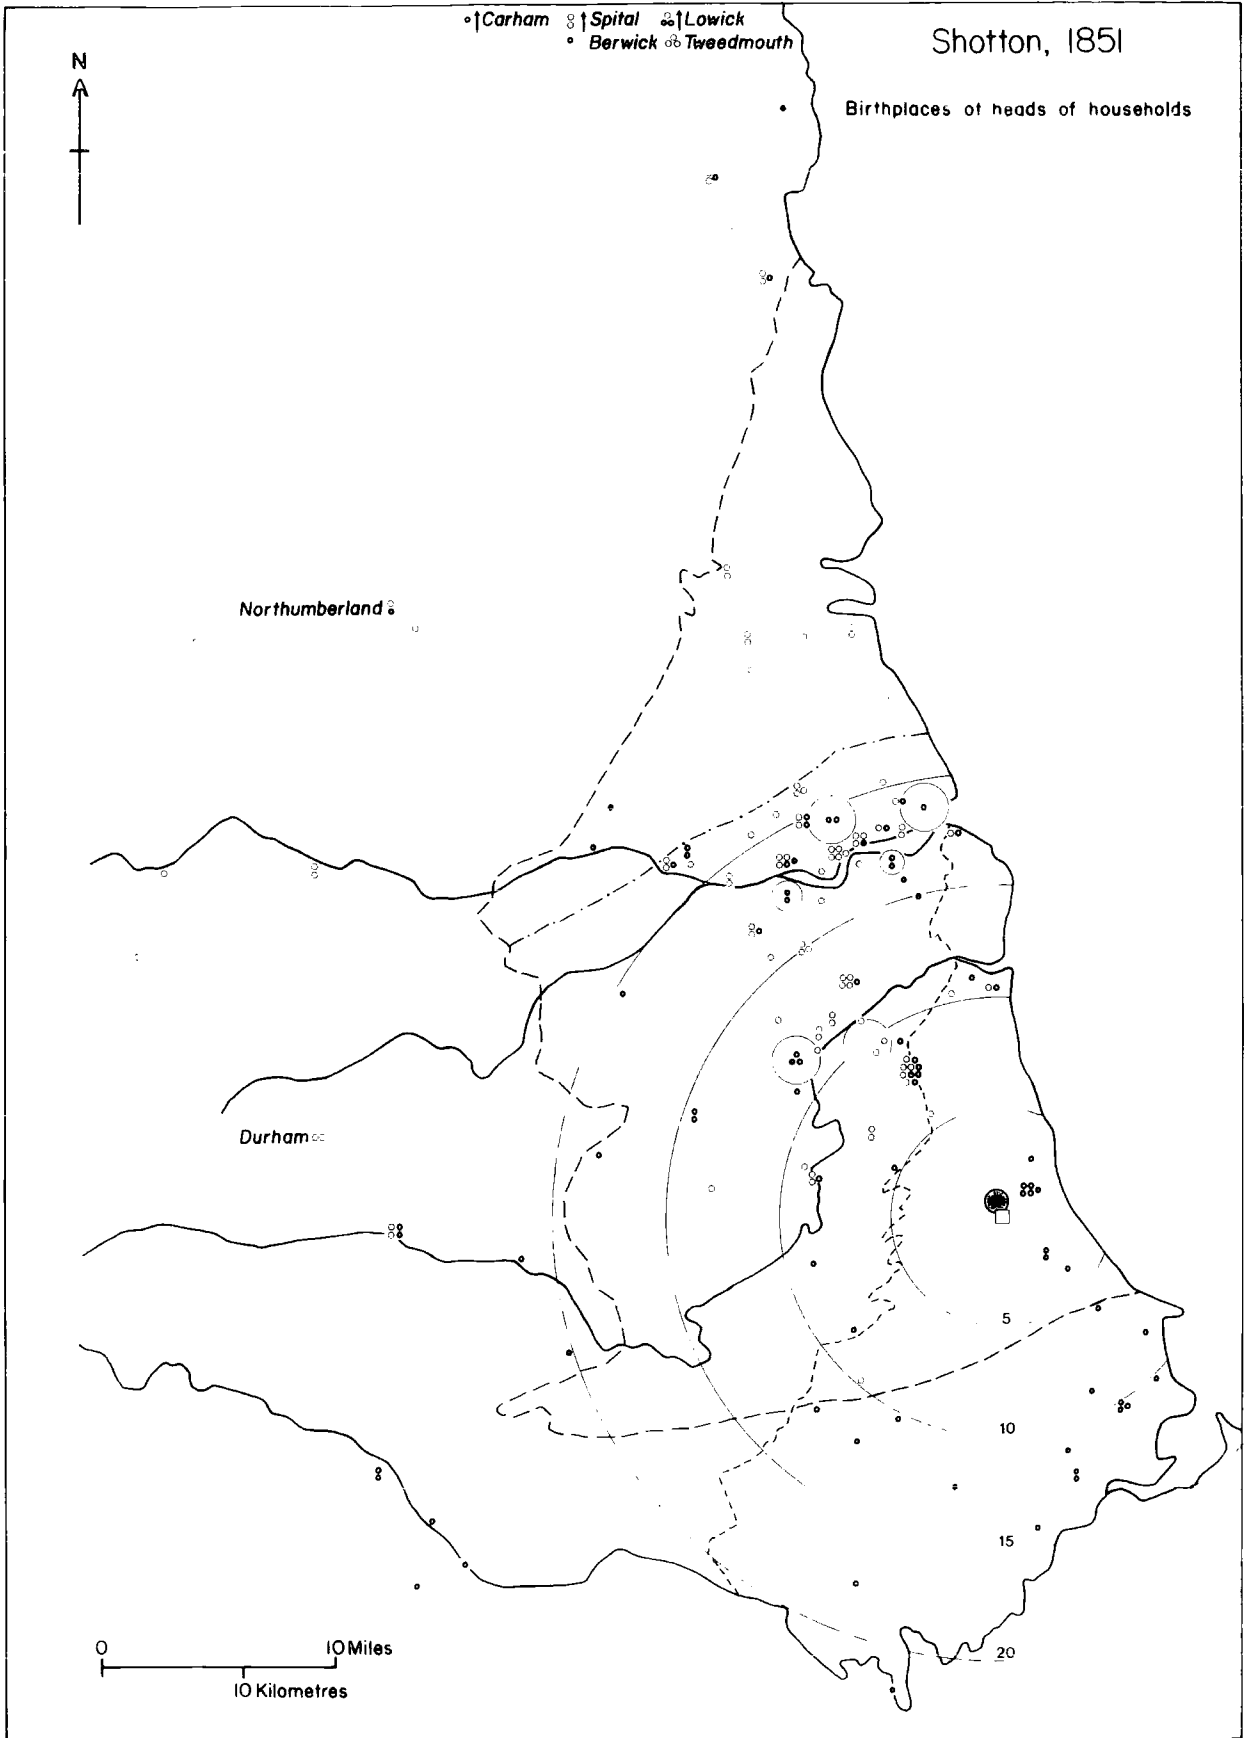 ↑Carham ↑Spital ↑Lowick
Berwick Tweedmouth
Shotton, 1851
N
Birthplaces of heads of households
Northumberland
Durham
5
10
15
20
0 10 Miles
10 Kilometres